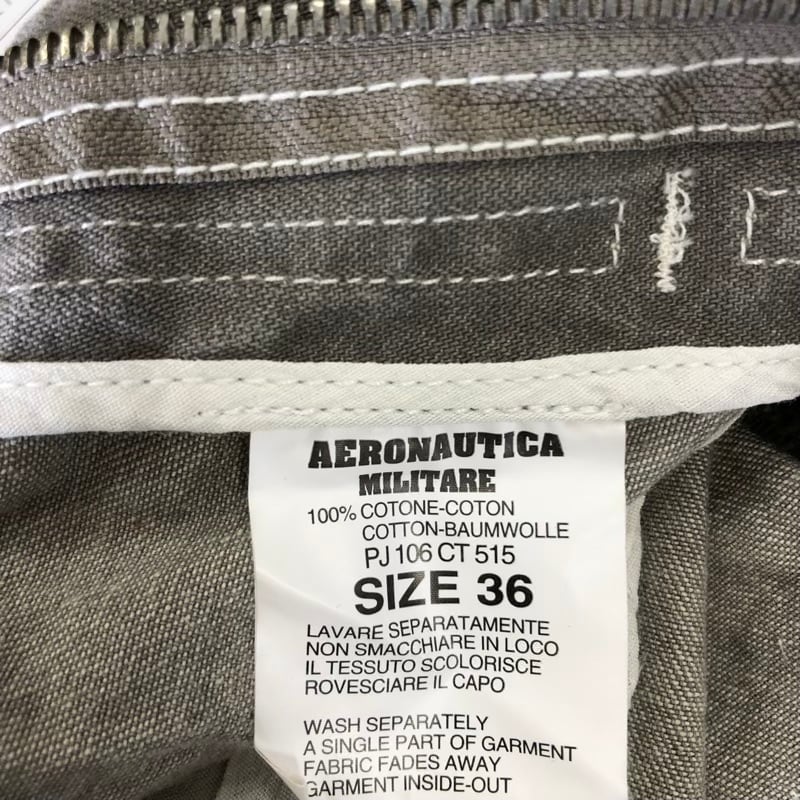 AERONAUTICA
MILITARE
100% COTONE-COTON
COTTON-BAUMWOLLE
PJ 106 CT 515
SIZE 36
LAVARE SEPARATAMENTE
NON SMACCHIARE IN LOCO
IL TESSUTO SCOLORISCE
ROVESCIARE IL CAPO
WASH SEPARATELY
A SINGLE PART OF GARMENT
FABRIC FADES AWAY
GARMENT INSIDE-OUT